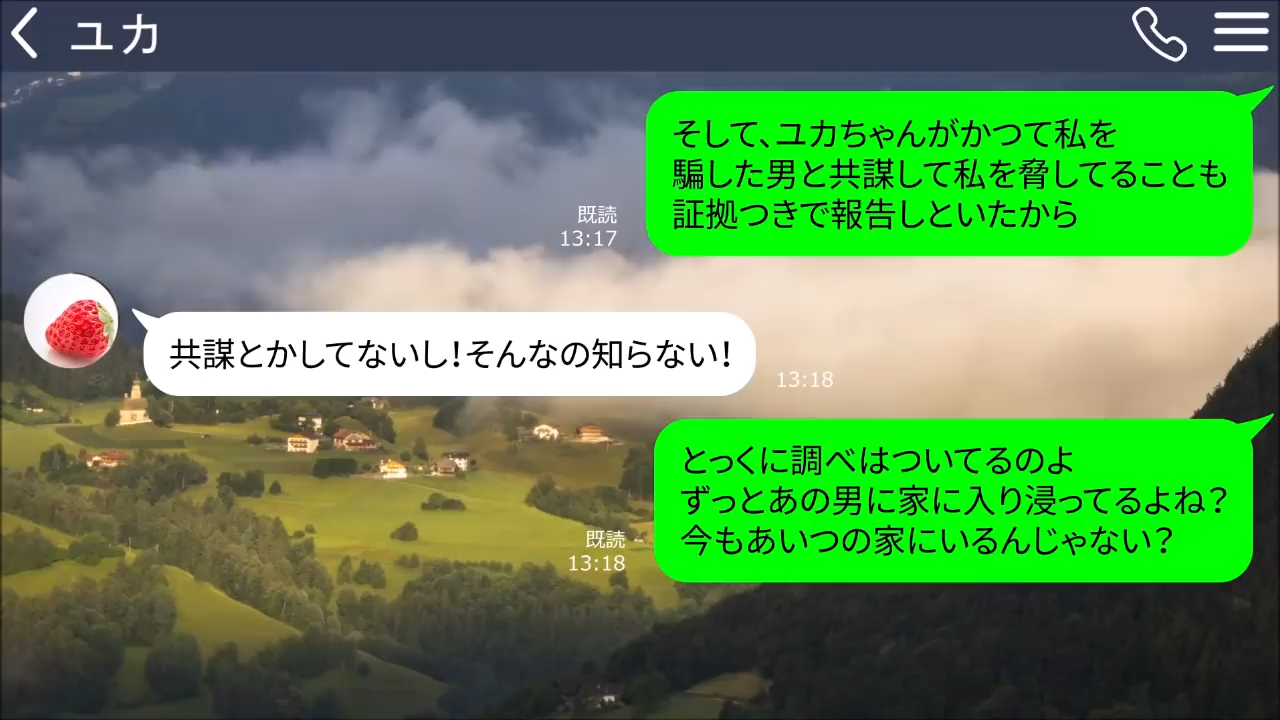 ユカ
そして、ユカちゃんがかつて私を
騙した男と共謀して私を脅してることも
証拠つきで報告しといたから
既読
13:17
共謀とかしてないし!そんなの知らない!
13:18
とっくに調べはついてるのよ
ずっとあの男に家に入り浸ってるよね?
今もあいつの家にいるんじゃない?
既読
13:18